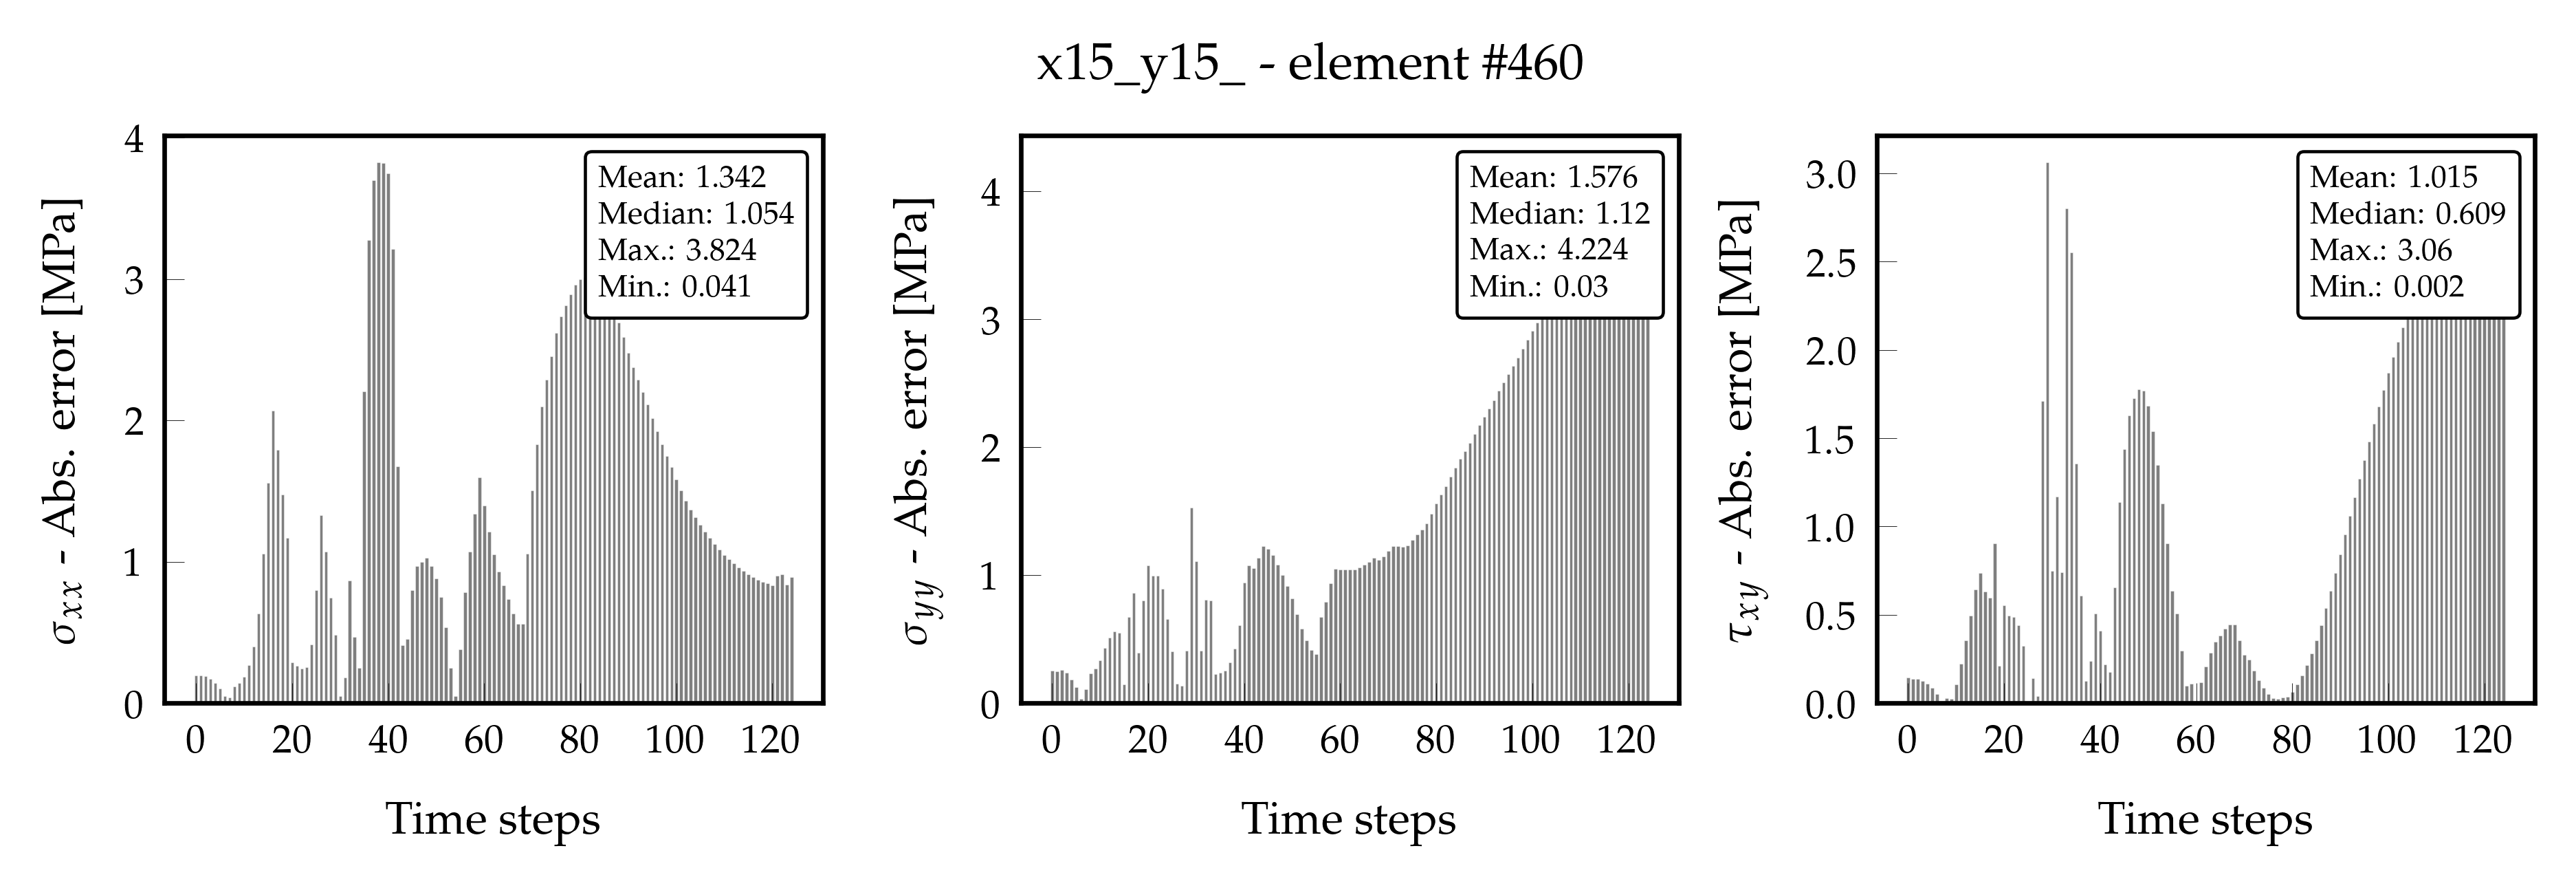 x15_y15_ - element #460
σxx - Abs. error [MPa]
4
3
2
1
0
Mean: 1.342
Median: 1.054
Max.: 3.824
Min.: 0.041
0 20 40 60 80 100 120
Time steps
σyy - Abs. error [MPa]
4
3
2
1
0
Mean: 1.576
Median: 1.12
Max.: 4.224
Min.: 0.03
0 20 40 60 80 100 120
Time steps
τxy - Abs. error [MPa]
3.0
2.5
2.0
1.5
1.0
0.5
0.0
Mean: 1.015
Median: 0.609
Max.: 3.06
Min.: 0.002
0 20 40 60 80 100 120
Time steps